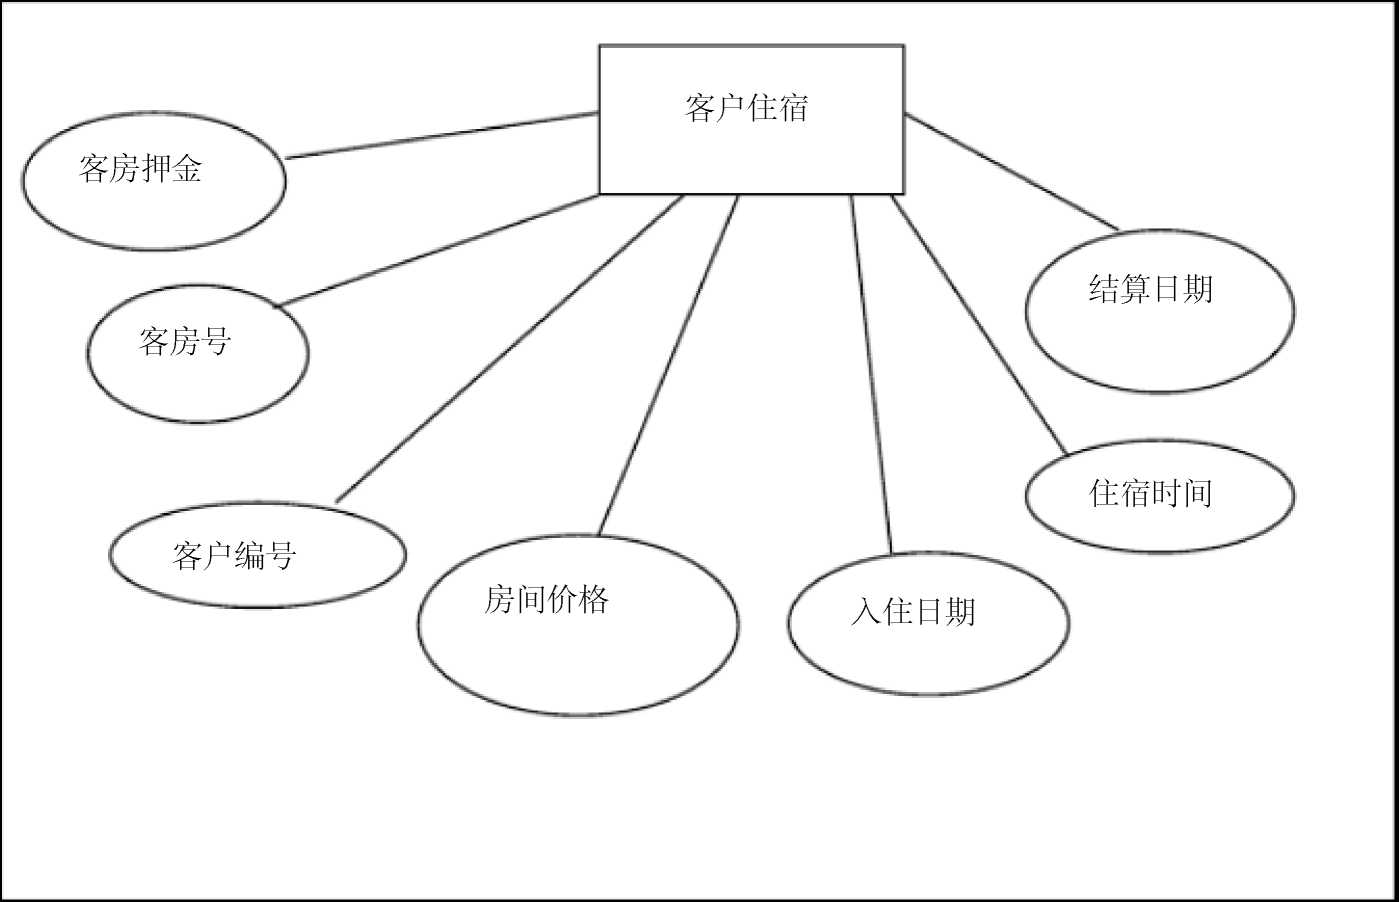 客户住宿
客房押金
结算日期
客房号
住宿时间
客户编号
房间价格
入住日期